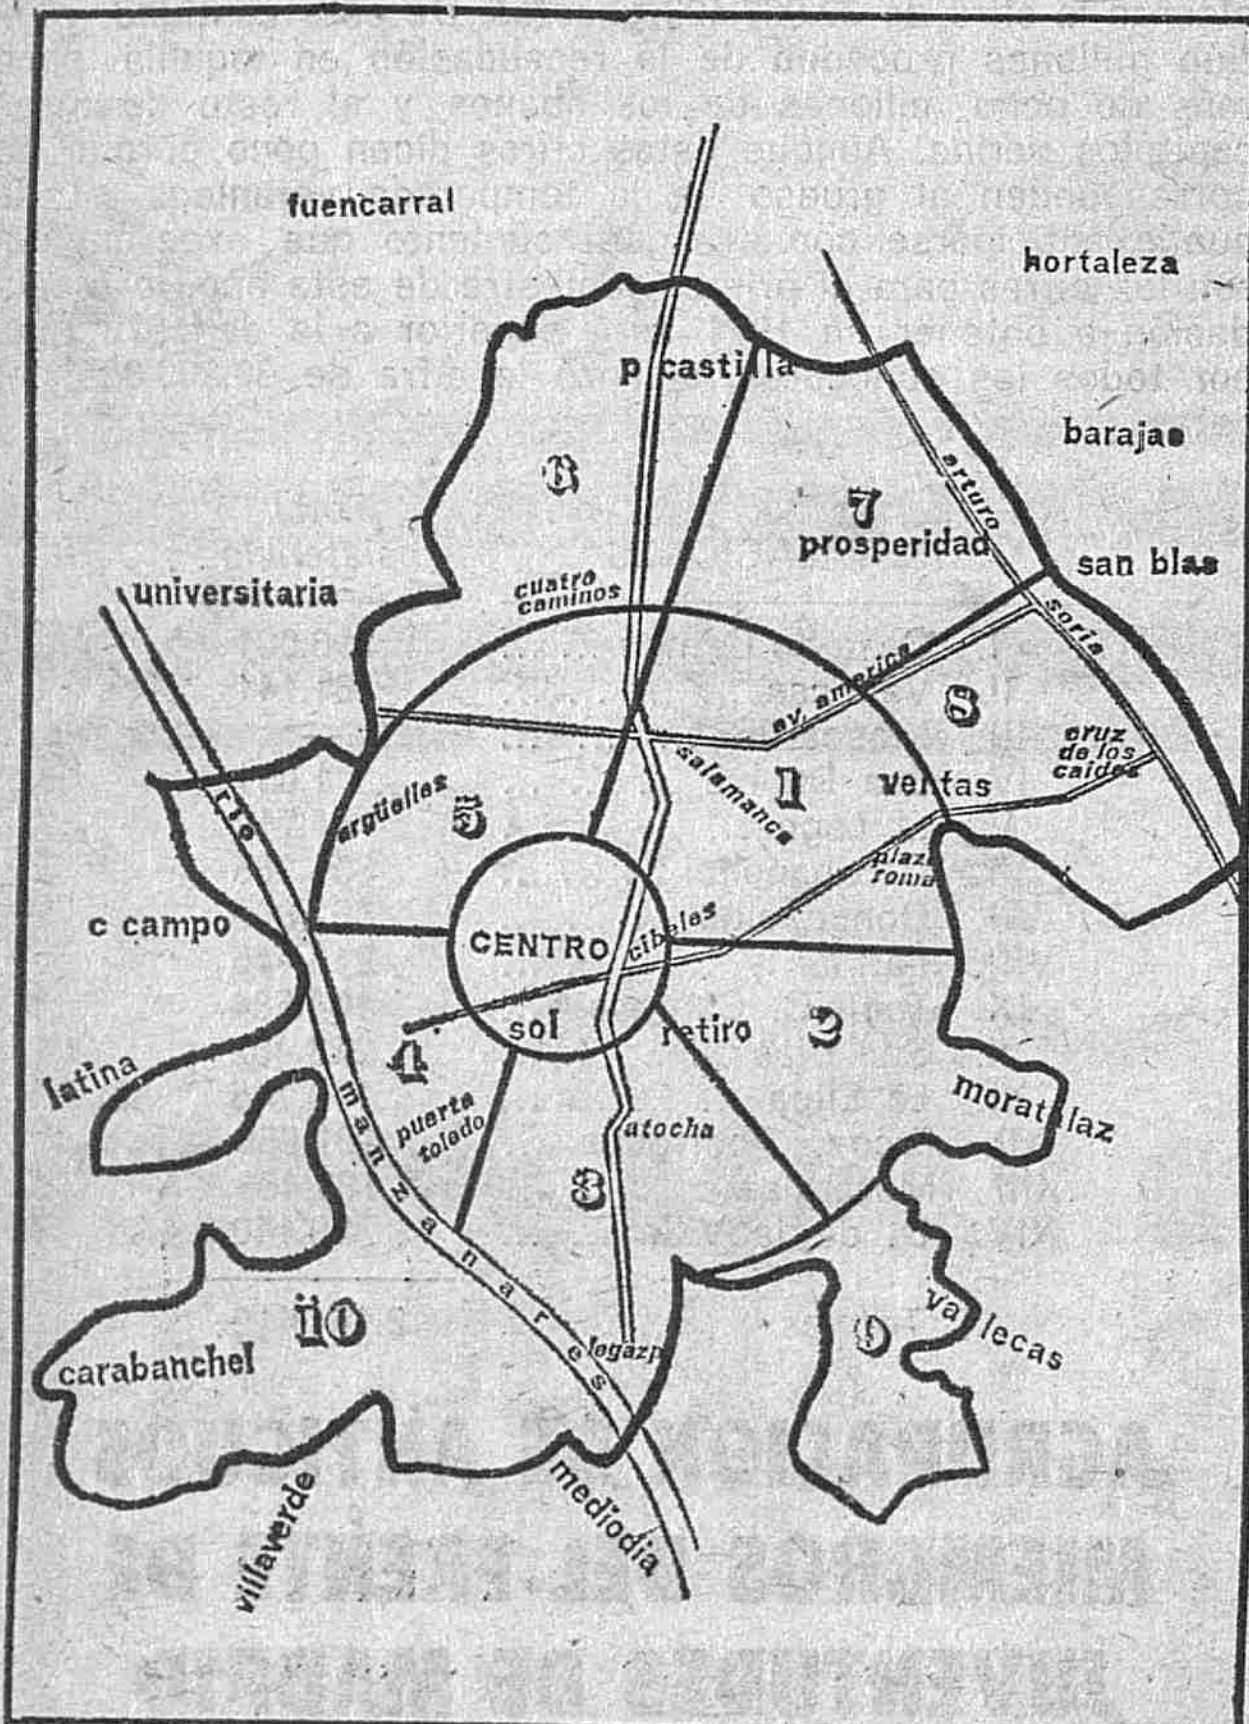 fuencarral
hortaleza
p castilla
barajas
6
7
arturo
prosperidad
san blas
universitaria
cuatro
caminos
soria
av. america
8
salamanca
cruz
de los
caidos
1
ventas
rio
argüelles
5
plaza
roma
c campo
CENTRO
cibeles
sol
retiro
2
4
latina
manzanares
puerta
toledo
atocha
moratalaz
3
10
vallecas
9
legazpi
carabanchel
mediodia
villaverde